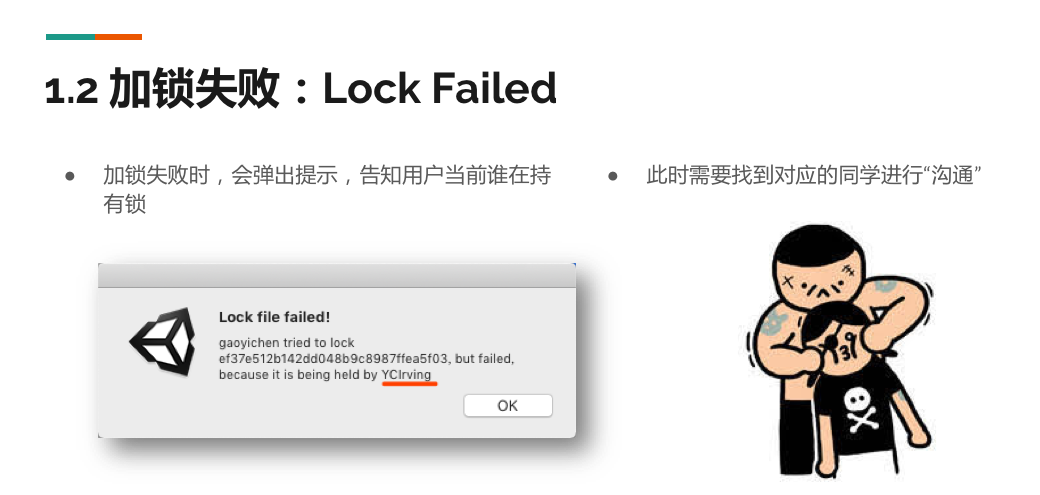 1.2 加锁失败：Lock Failed
● 加锁失败时，会弹出提示，告知用户当前谁在持
有锁
● 此时需要找到对应的同学进行“沟通”
Lock file failed!
gaoyichen tried to lock
ef37e512b142dd048b9c8987ffea5f03, but failed,
because it is being held by YCIrving
OK